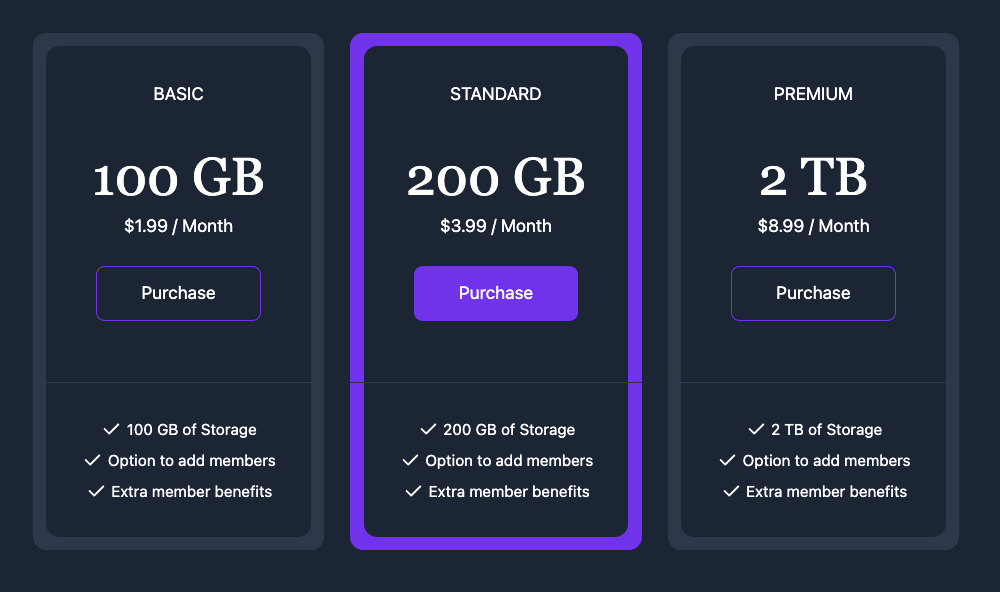 BASIC
100 GB
$1.99 / Month
Purchase
100 GB of Storage
Option to add members
Extra member benefits
STANDARD
200 GB
$3.99 / Month
Purchase
200 GB of Storage
Option to add members
Extra member benefits
PREMIUM
2 TB
$8.99 / Month
Purchase
2 TB of Storage
Option to add members
Extra member benefits